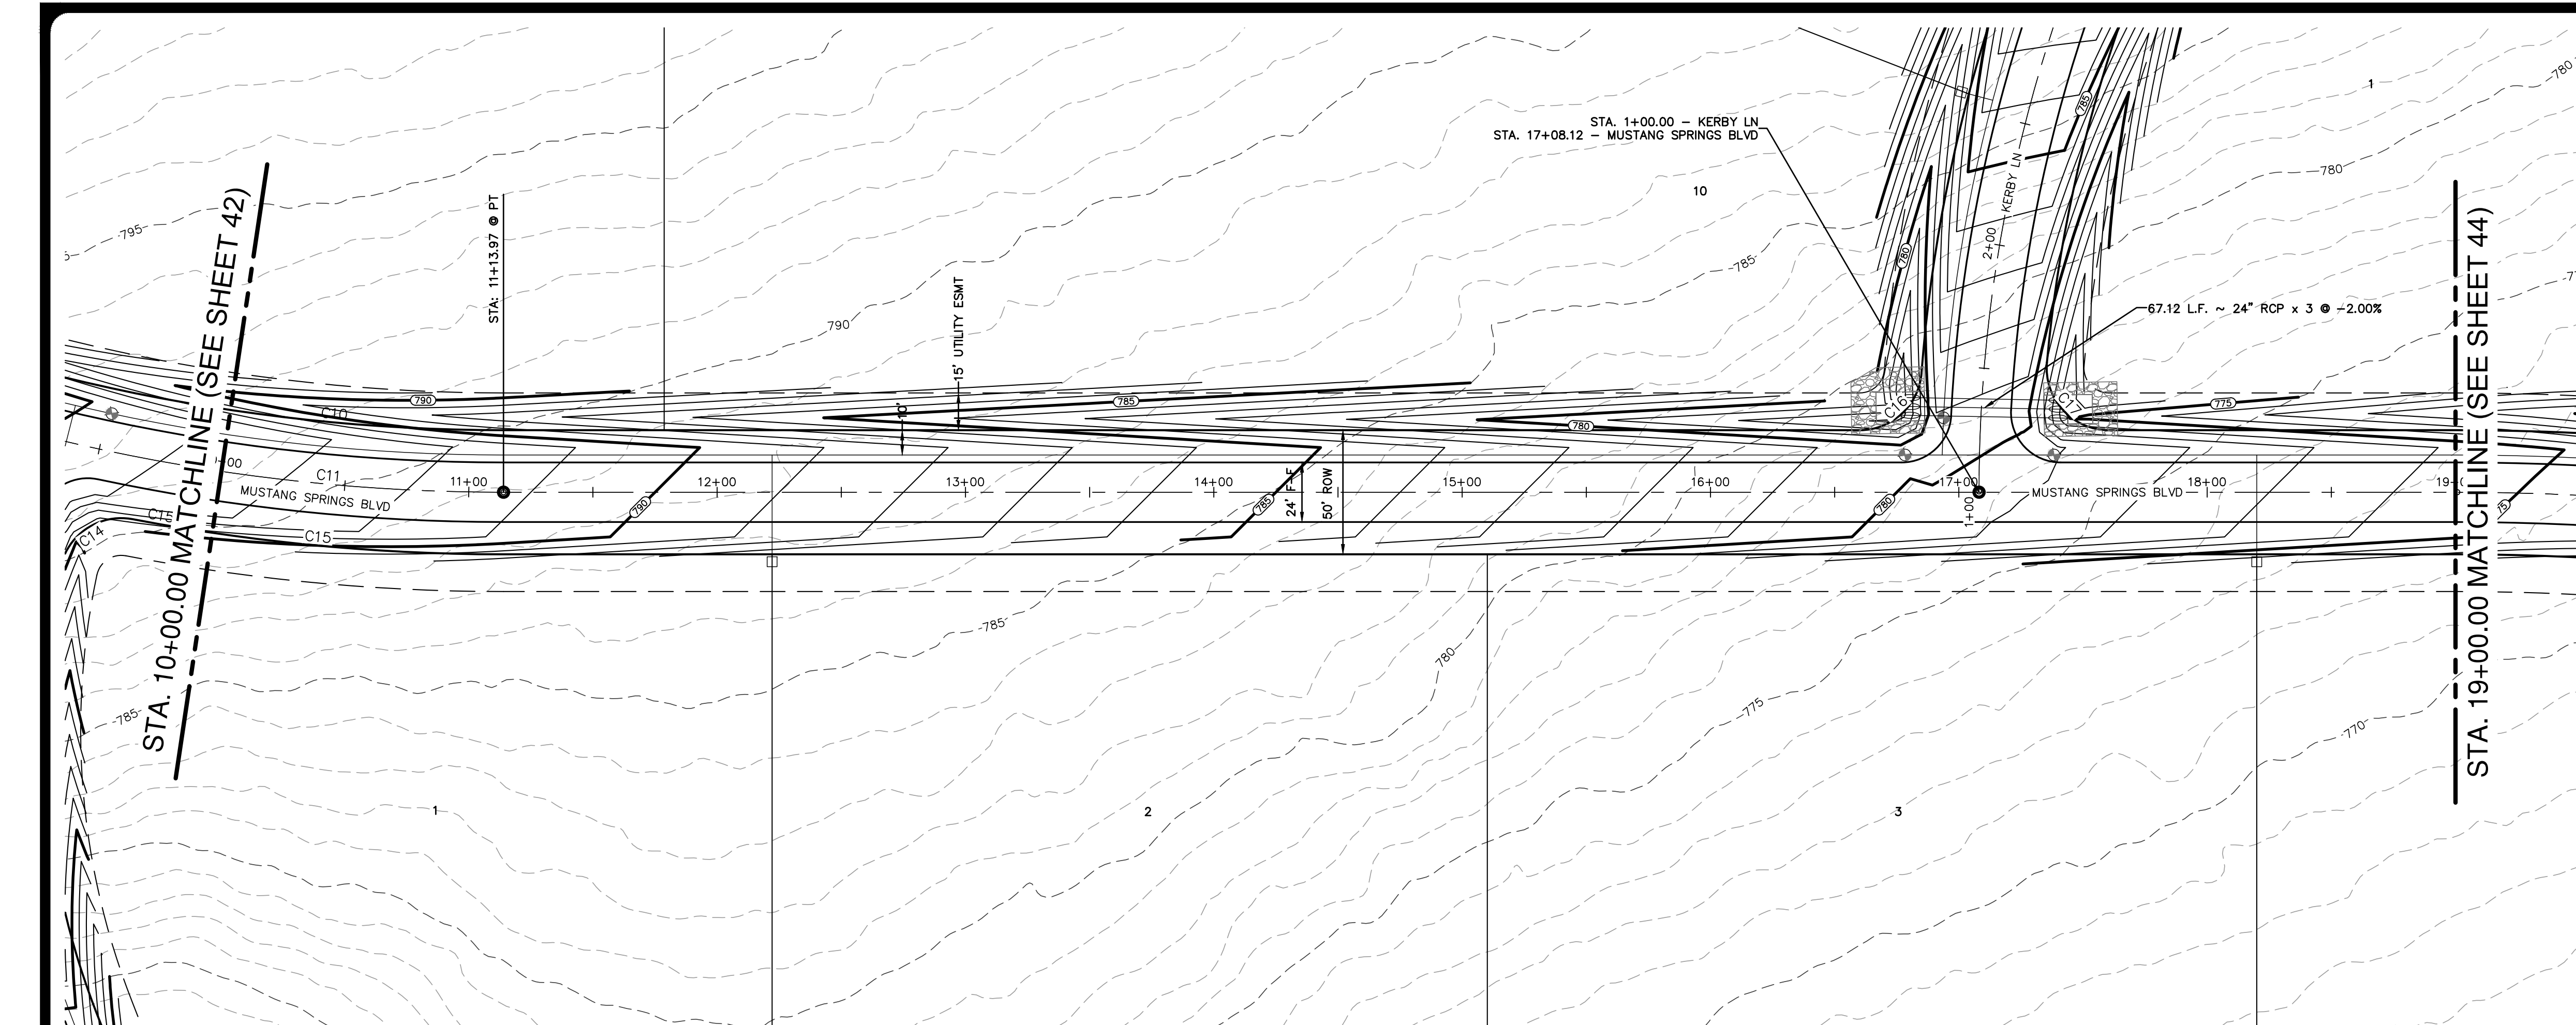 STA. 1+00.00 – KERBY LN
STA. 17+08.12 – MUSTANG SPRINGS BLVD
1
780
785
780
10
795
STA. 10+00.00 MATCHLINE (SEE SHEET 42)
STA: 11+13.97 @ PT
KERBY LN
2+00
785
780
790
15' UTILITY ESMT
67.12 L.F. ~ 24" RCP x 3 @ -2.00%
STA. 19+00.00 MATCHLINE (SEE SHEET 44)
790
785
775
C10
10'
C16
C17
780
C11
11+00
12+00
13+00
14+00
15+00
16+00
17+00
18+00
MUSTANG SPRINGS BLVD
MUSTANG SPRINGS BLVD
790
785
24' F-F
50' ROW
780
1+00
C14
C15
785
780
775
785
770
1
2
3